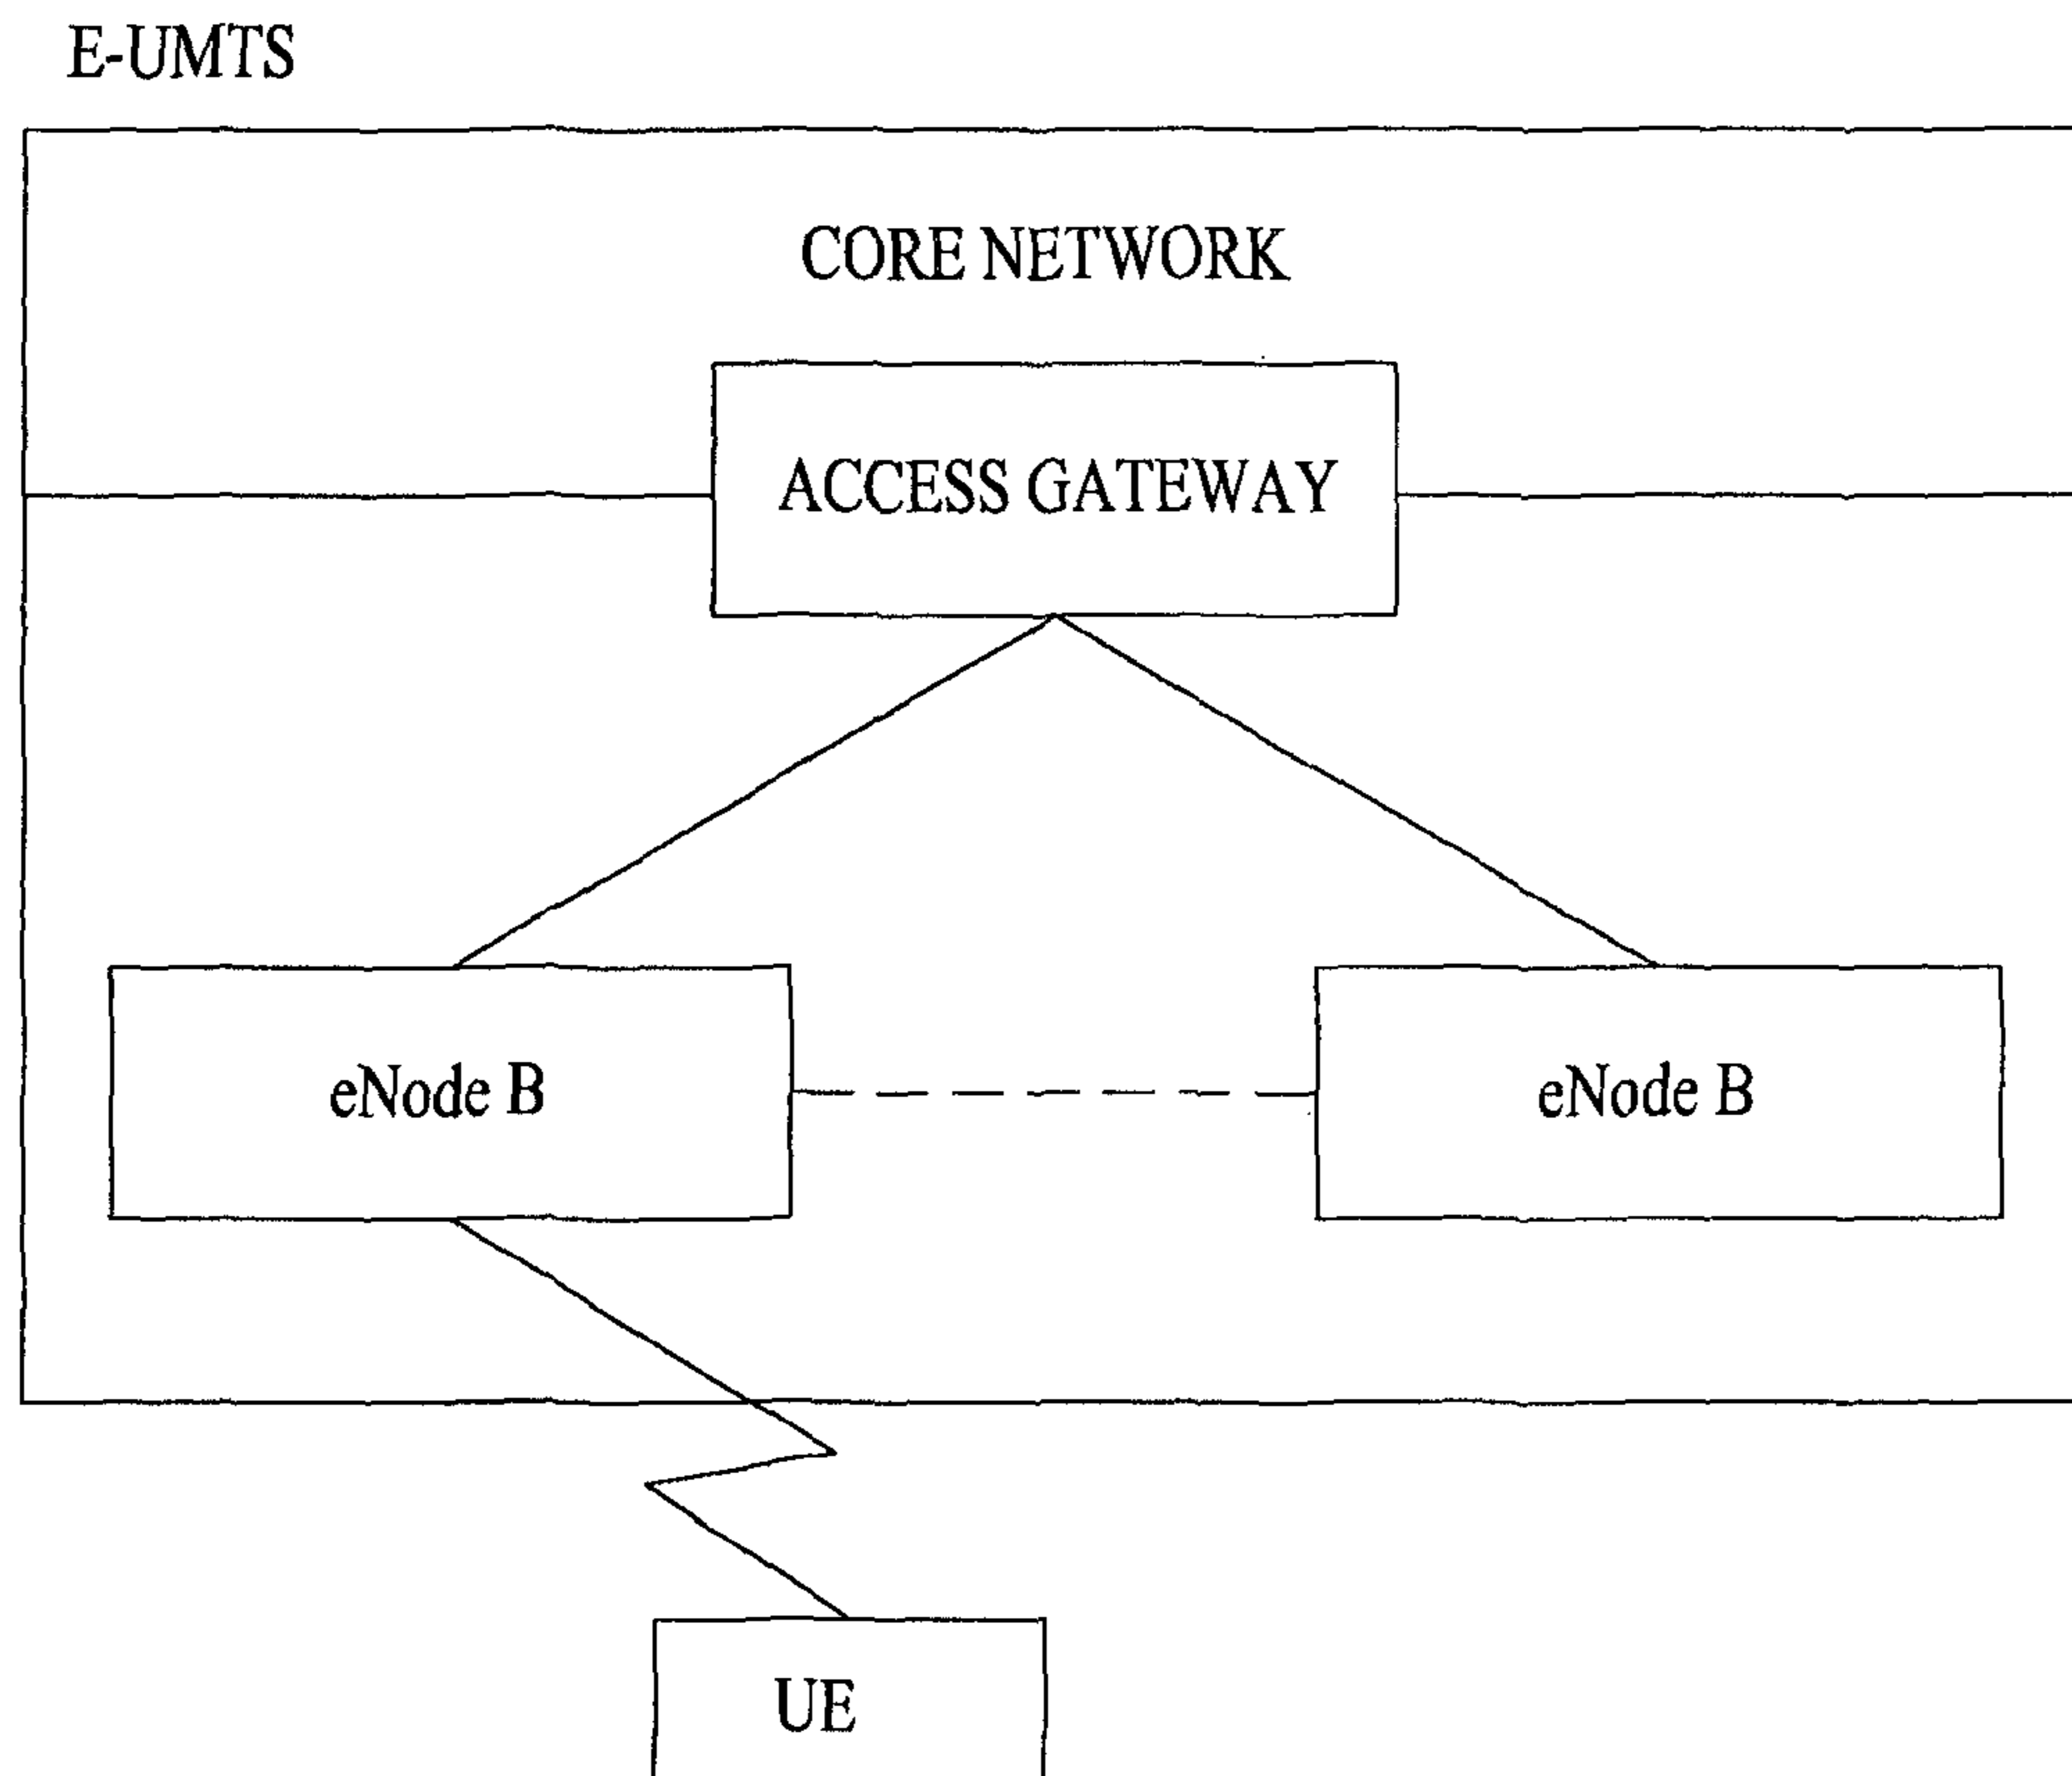 E-UMTS
CORE NETWORK
ACCESS GATEWAY
eNode B
eNode B
UE